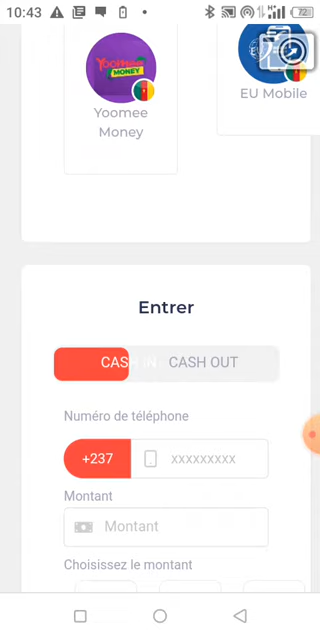 10:43
72
YOOMEE
MONEY
EU
Yoomee
Money
EU Mobile
Entrer
CASH IN
CASH OUT
Numéro de téléphone
+237
xxxxxxxxx
Montant
Montant
Choisissez le montant